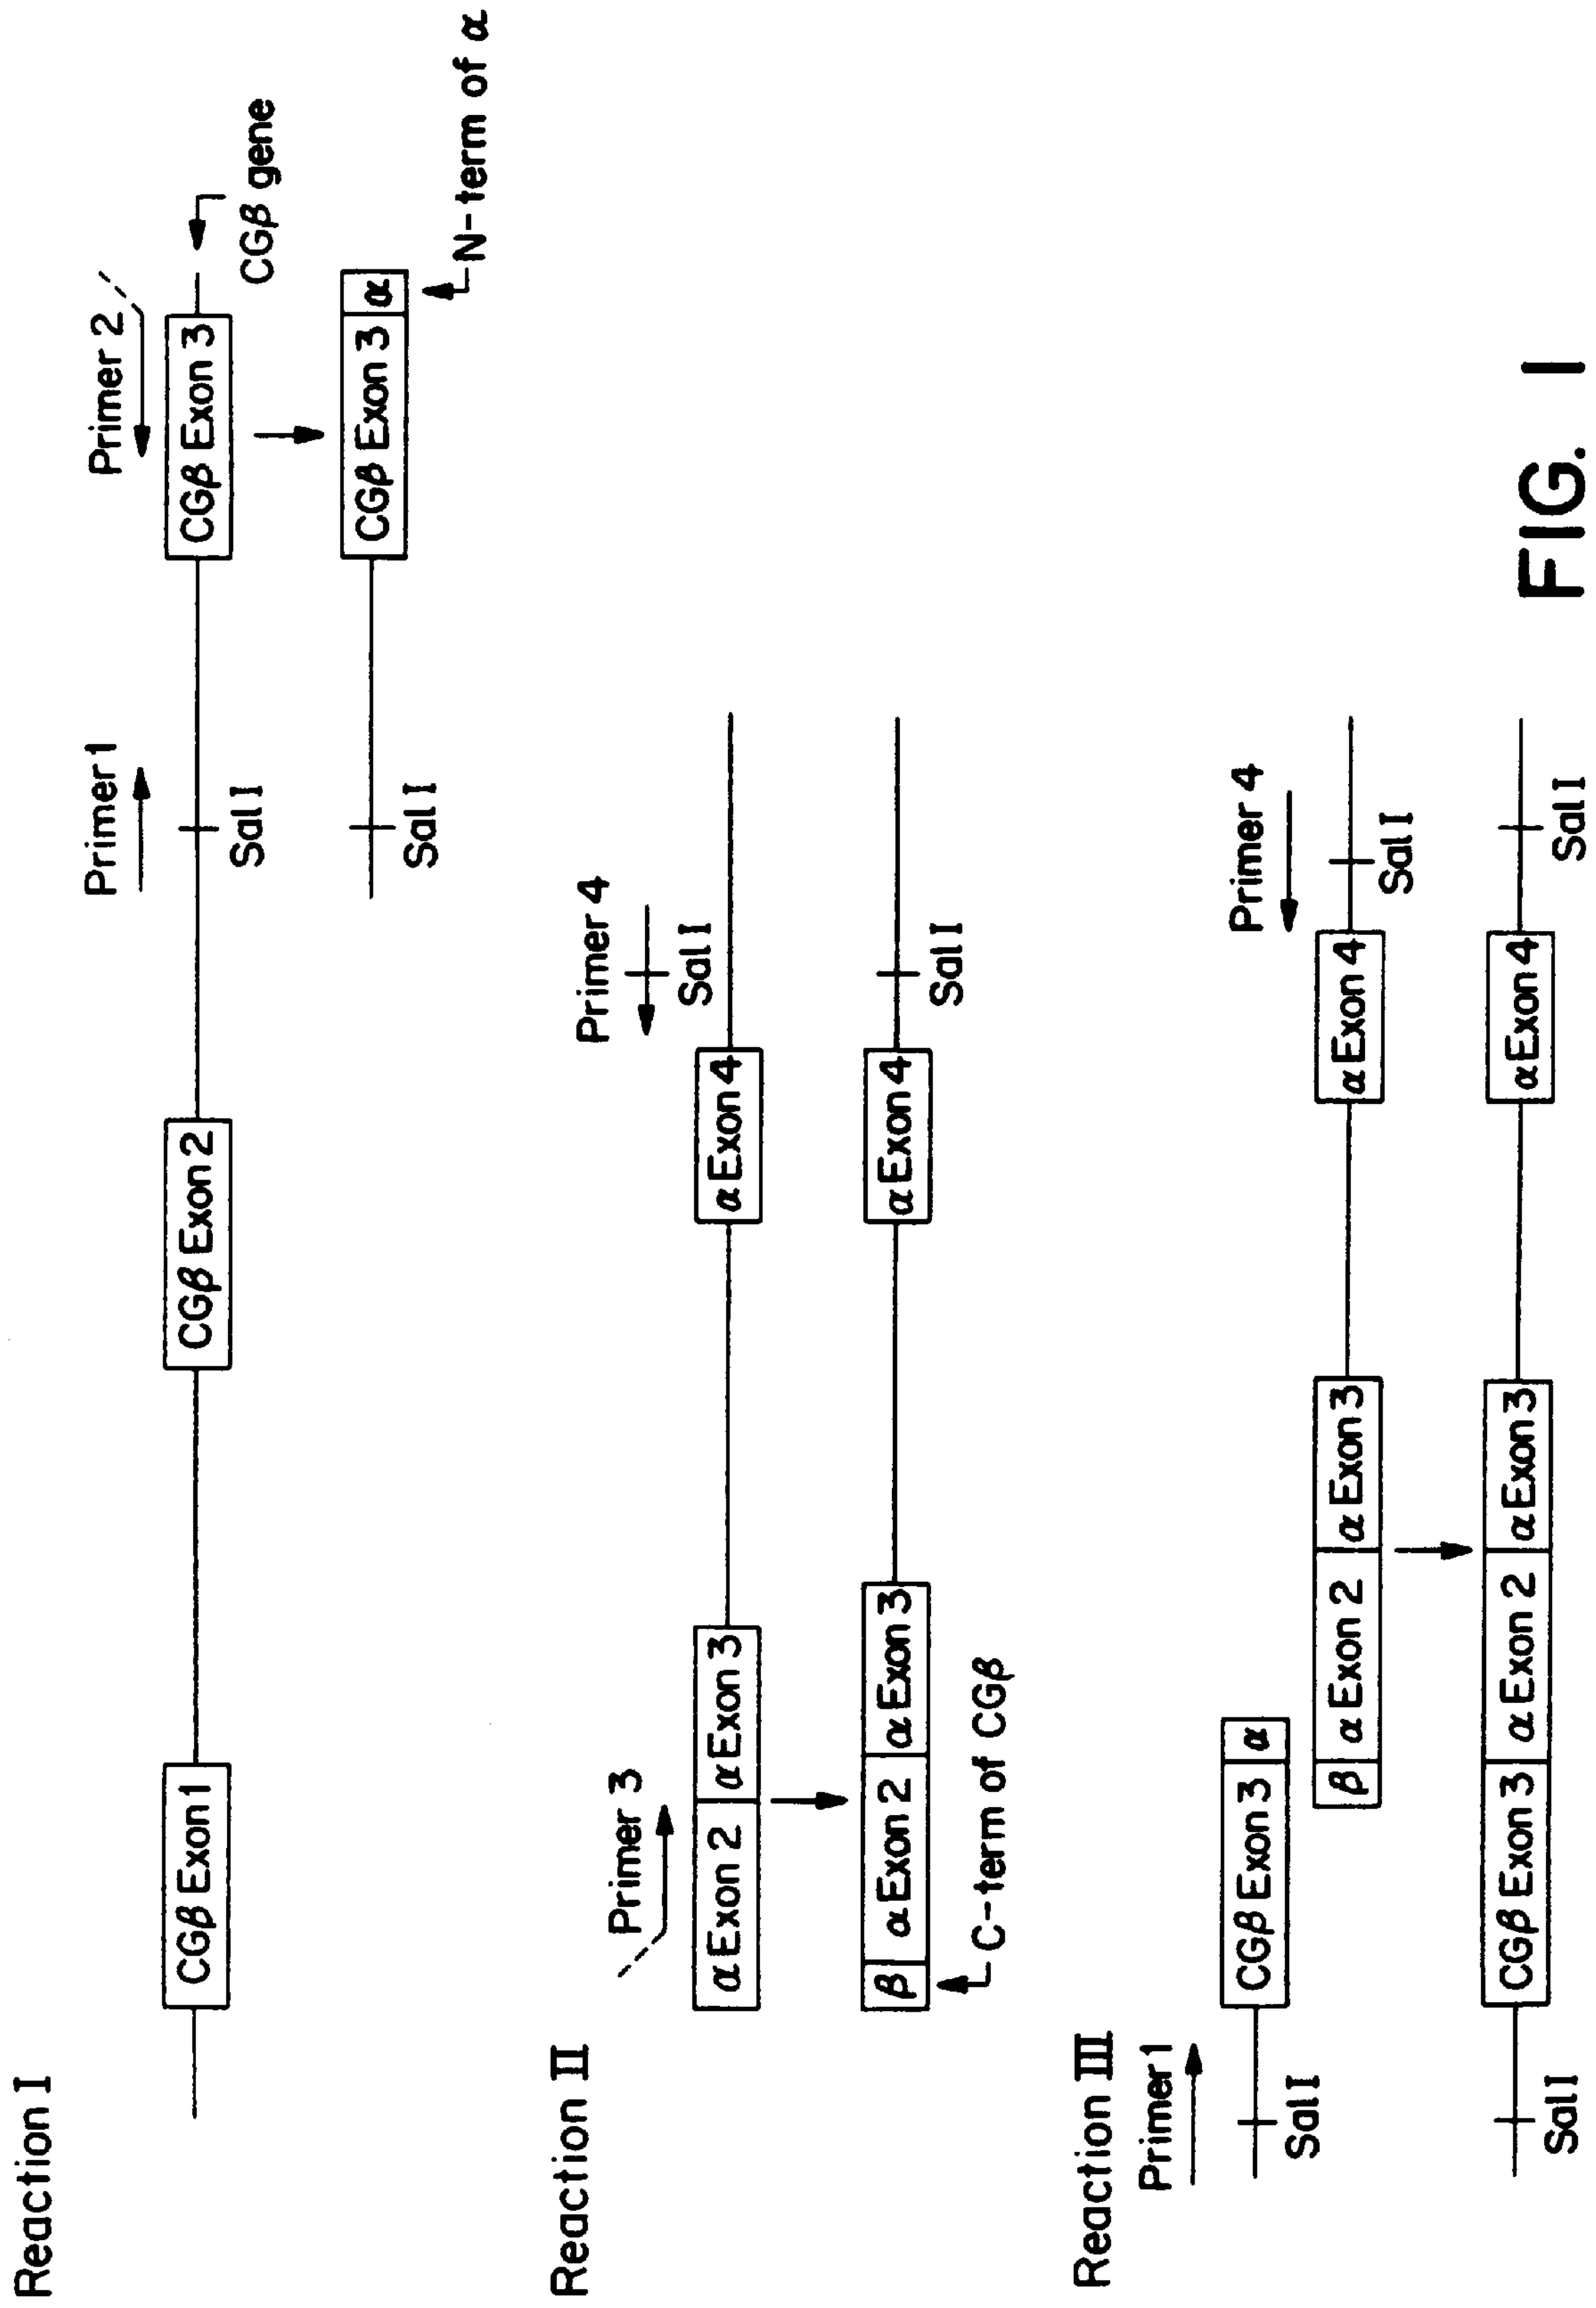 Reaction I
Primer 1
Primer 2
CGβ Exon 1
CGβ Exon 2
CGβ Exon 3
Sal I
CGβ gene
CGβ Exon 3
α
Sal I
N-term of α
Reaction II
Primer 3
Primer 4
Sal I
α Exon 2
α Exon 3
α Exon 4
β
α Exon 2
α Exon 3
α Exon 4
Sal I
C-term of CGβ
Reaction III
Primer 1
Primer 4
CGβ Exon 3
α
Sal I
β
α Exon 2
α Exon 3
α Exon 4
Sal I
CGβ Exon 3
α Exon 2
α Exon 3
α Exon 4
Sal I
Sal I
FIG. 1